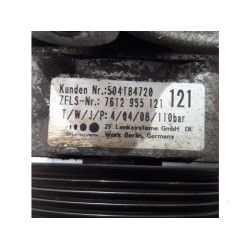 Kunden Nr.:504184720
ZFLS-Nr.: 7612 955 121 121
T/W/J/P: 4/04/08/110bar
ZF Lenksysteme GmbH DE
Werk Berlin, Germany